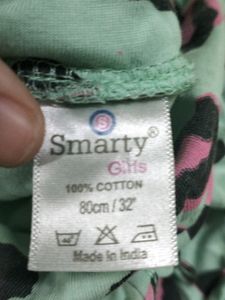 S
Smarty®
Girls
100% COTTON
80cm / 32"
Made in India